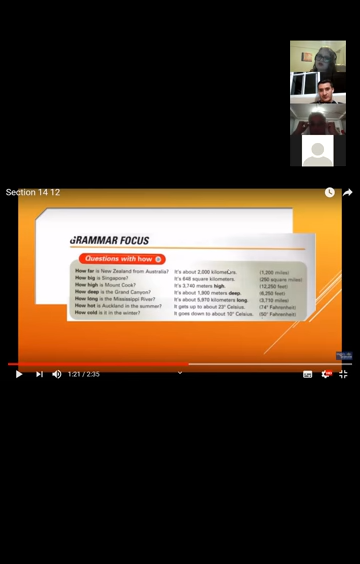 Section 14 12
GRAMMAR FOCUS
Questions with how
How far is New Zealand from Australia? It's about 2,000 kilometers. (1,200 miles)
How big is Singapore? It's 648 square kilometers. (250 square miles)
How high is Mount Cook? It's 3,740 meters high. (12,250 feet)
How deep is the Grand Canyon? It's about 1,900 meters deep. (6,250 feet)
How long is the Mississippi River? It's about 5,970 kilometers long. (3,710 miles)
How hot is Auckland in the summer? It gets up to about 23° Celsius. (74° Fahrenheit)
How cold is it in the winter? It goes down to about 10° Celsius. (50° Fahrenheit)
1:21 / 2:35